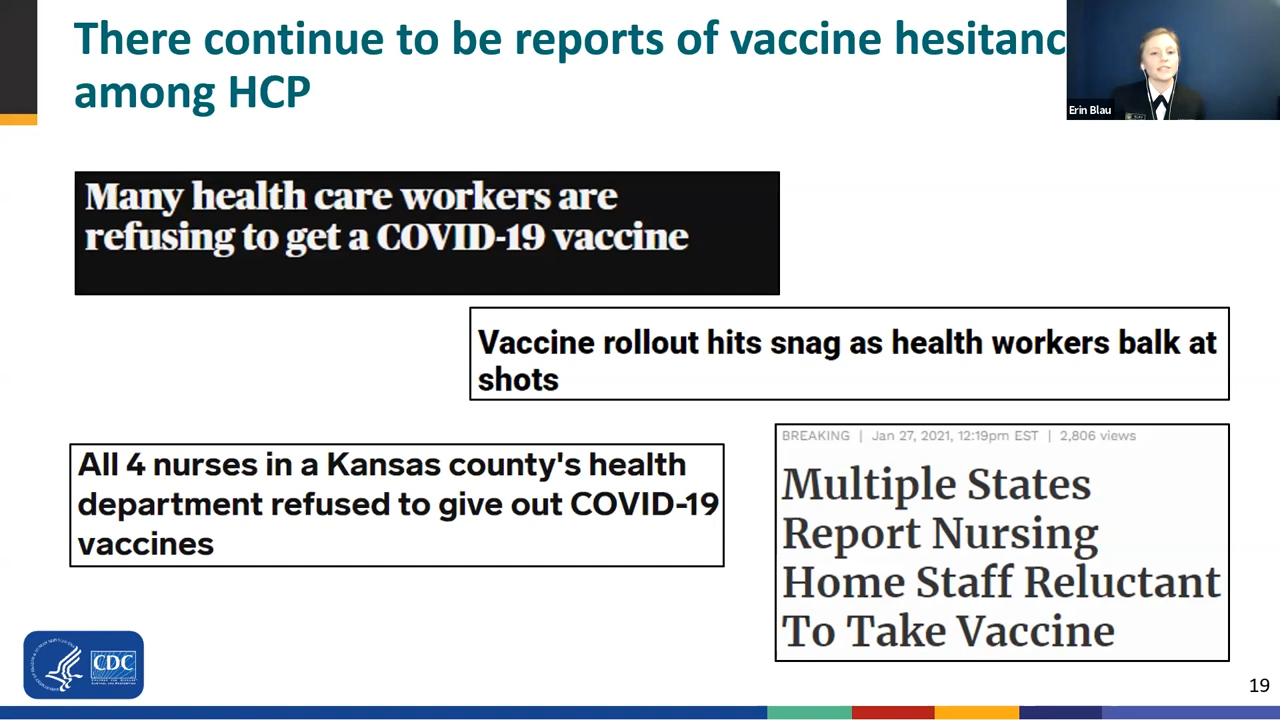 There continue to be reports of vaccine hesitanc
among HCP
Erin Blau
Many health care workers are
refusing to get a COVID-19 vaccine
Vaccine rollout hits snag as health workers balk at
shots
All 4 nurses in a Kansas county's health
department refused to give out COVID-19
vaccines
BREAKING | Jan 27, 2021, 12:19pm EST | 2,806 views
Multiple States
Report Nursing
Home Staff Reluctant
To Take Vaccine
CDC
19